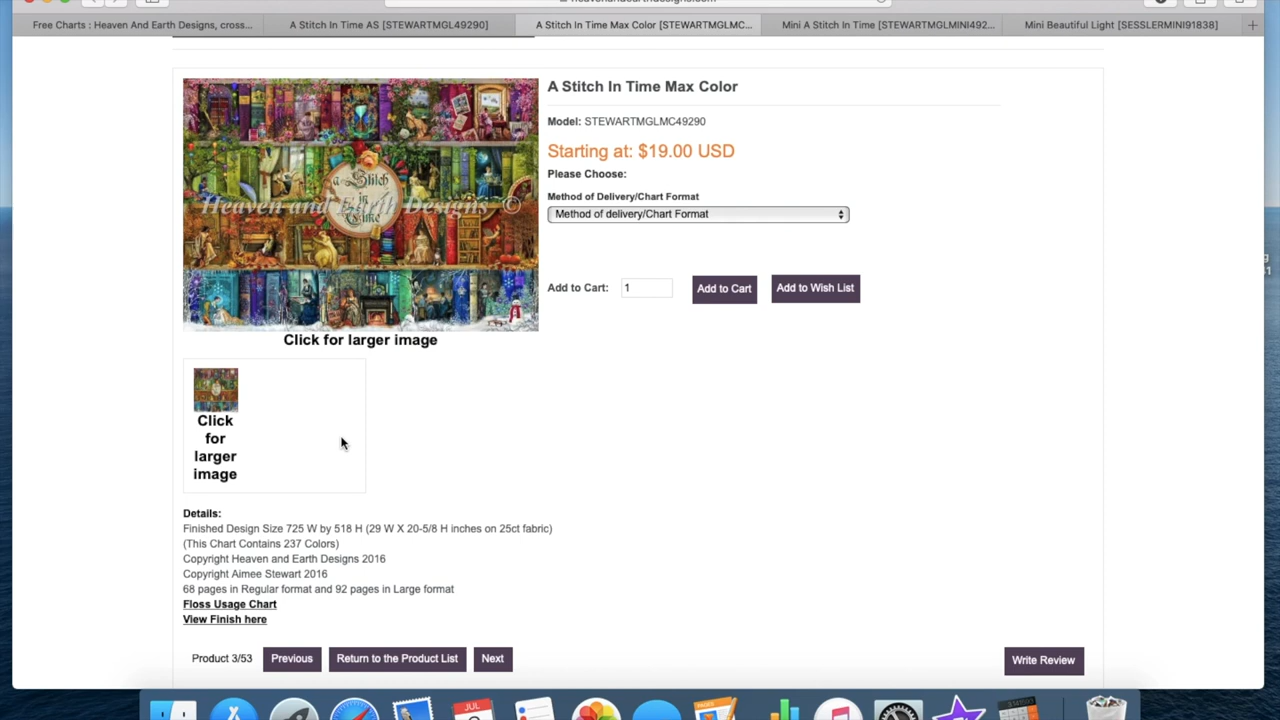 heavenandearthdesigns.com
Free Charts : Heaven And Earth Designs, cross...
A Stitch In Time AS [STEWARTMGL49290]
A Stitch In Time Max Color [STEWARTMGLMC...
Mini A Stitch In Time [STEWARTMGLMINI492...
Mini Beautiful Light [SESSLERMINI91838]
A Stitch In Time Max Color
Model: STEWARTMGLMC49290
Starting at: $19.00 USD
Please Choose:
Method of Delivery/Chart Format
Method of delivery/Chart Format
a Stitch
in
Time
Heaven and Earth Designs ©
Add to Cart: 1 Add to Cart Add to Wish List
Click for larger image
Click
for
larger
image
Details:
Finished Design Size 725 W by 518 H (29 W X 20-5/8 H inches on 25ct fabric)
(This Chart Contains 237 Colors)
Copyright Heaven and Earth Designs 2016
Copyright Aimee Stewart 2016
68 pages in Regular format and 92 pages in Large format
Floss Usage Chart
View Finish here
Product 3/53 Previous Return to the Product List Next Write Review
JUL
PAGES